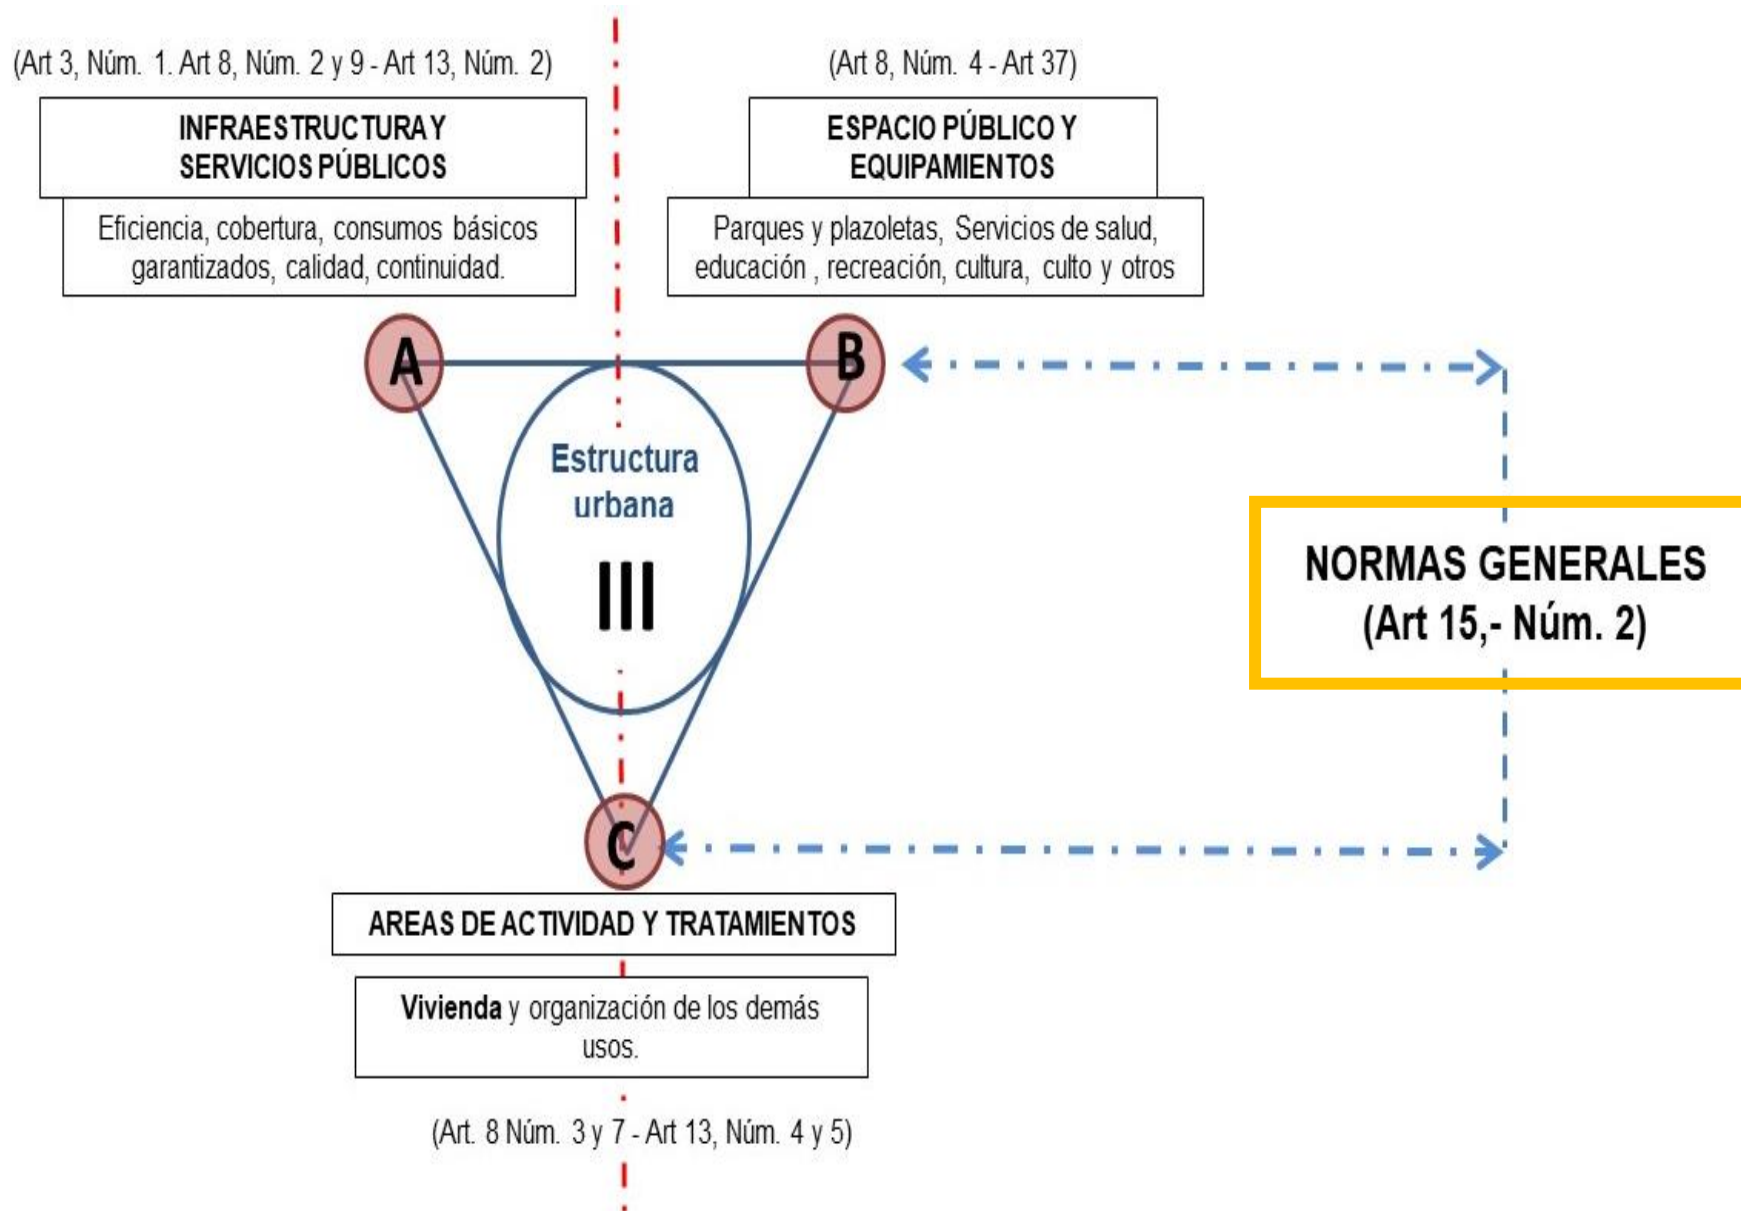 (Art 3, Núm. 1. Art 8, Núm. 2 y 9 - Art 13, Núm. 2)
INFRAESTRUCTURA Y
SERVICIOS PÚBLICOS
Eficiencia, cobertura, consumos básicos
garantizados, calidad, continuidad.
(Art 8, Núm. 4 - Art 37)
ESPACIO PÚBLICO Y
EQUIPAMIENTOS
Parques y plazoletas, Servicios de salud,
educación , recreación, cultura, culto y otros
A
B
Estructura
urbana
III
NORMAS GENERALES
(Art 15,- Núm. 2)
C
AREAS DE ACTIVIDAD Y TRATAMIENTOS
Vivienda y organización de los demás
usos.
(Art. 8 Núm. 3 y 7 - Art 13, Núm. 4 y 5)